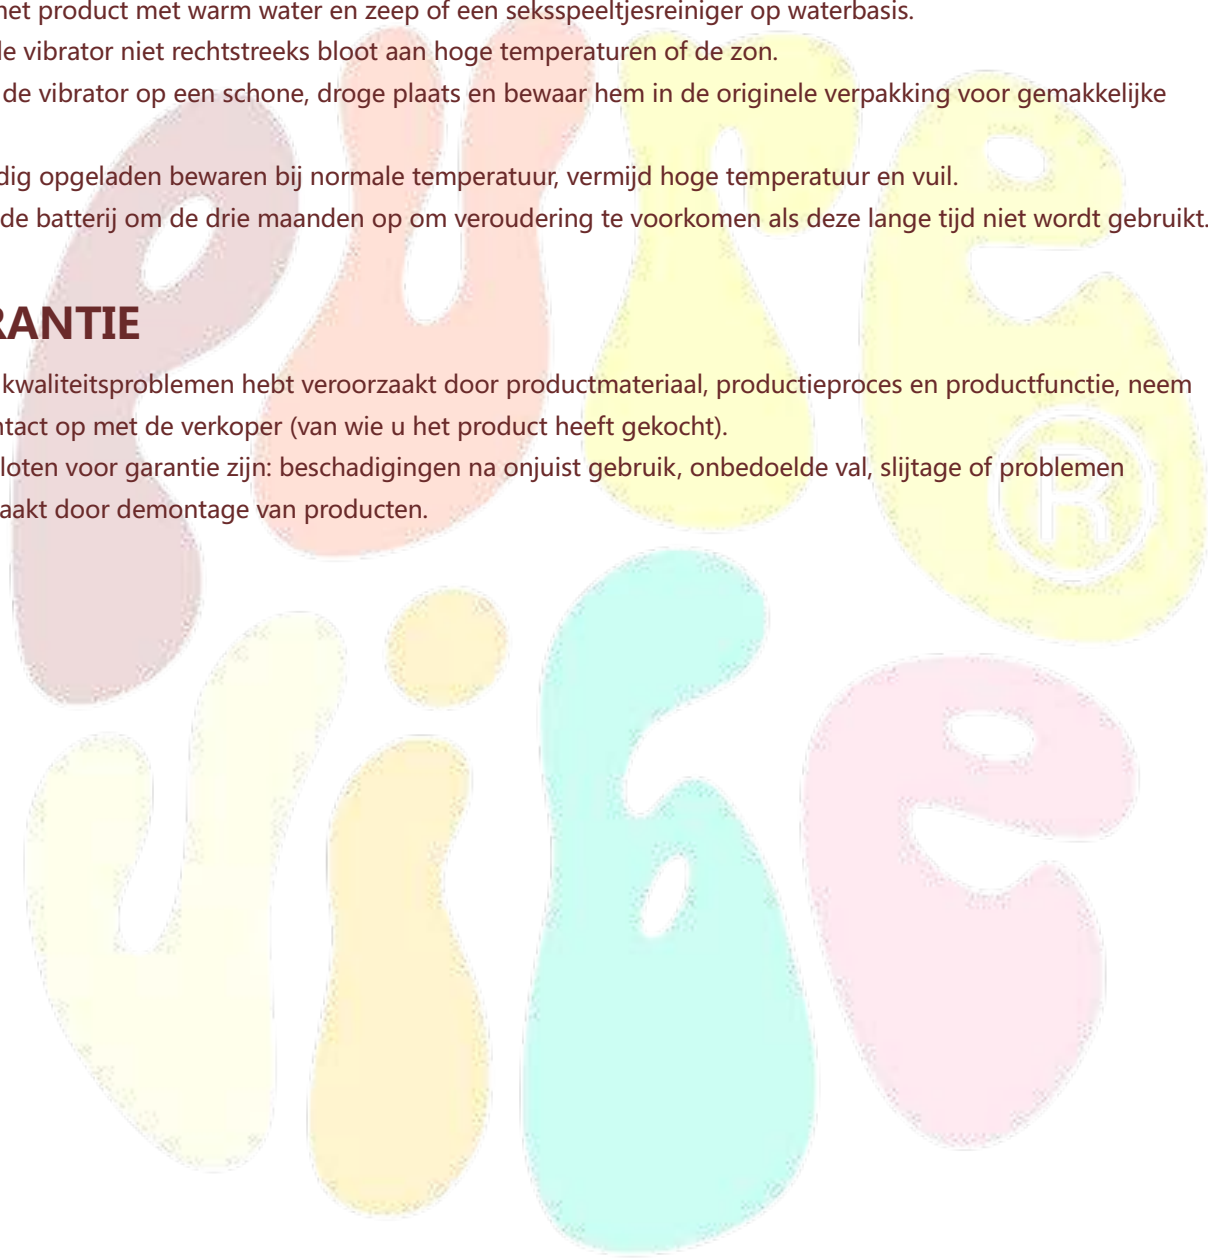 het product met warm water en zeep of een seksspeeltjesreiniger op waterbasis.
de vibrator niet rechtstreeks bloot aan hoge temperaturen of de zon.
de vibrator op een schone, droge plaats en bewaar hem in de originele verpakking voor gemakkelijke
dig opgeladen bewaren bij normale temperatuur, vermijd hoge temperatuur en vuil.
de batterij om de drie maanden op om veroudering te voorkomen als deze lange tijd niet wordt gebruikt.
RANTIE
kwaliteitsproblemen hebt veroorzaakt door productmateriaal, productieproces en productfunctie, neem
ntact op met de verkoper (van wie u het product heeft gekocht).
loten voor garantie zijn: beschadigingen na onjuist gebruik, onbedoelde val, slijtage of problemen
aakt door demontage van producten.
pure
®
vibe